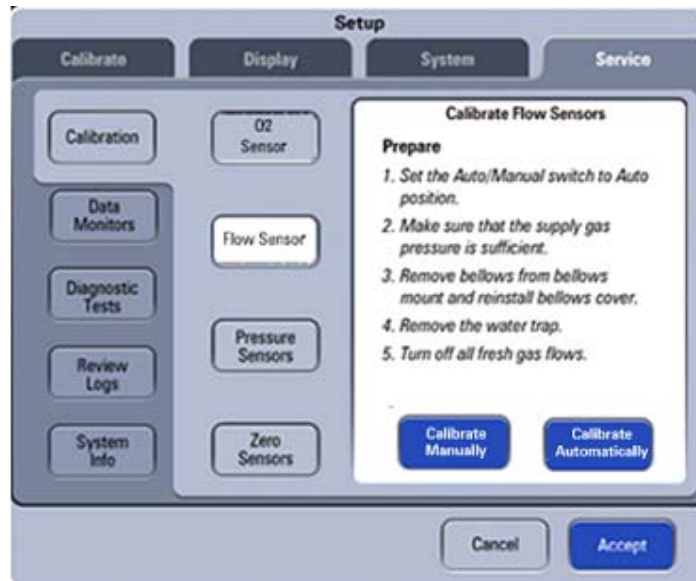 Setup
Calibrate Display System Service
Calibration
Data
Monitors
Diagnostic
Tests
Review
Logs
System
Info
O2
Sensor
Flow Sensor
Pressure
Sensors
Zero
Sensors
Calibrate Flow Sensors
Prepare
1. Set the Auto/Manual switch to Auto
position.
2. Make sure that the supply gas
pressure is sufficient.
3. Remove bellows from bellows
mount and reinstall bellows cover.
4. Remove the water trap.
5. Turn off all fresh gas flows.
Calibrate
Manually
Calibrate
Automatically
Cancel
Accept